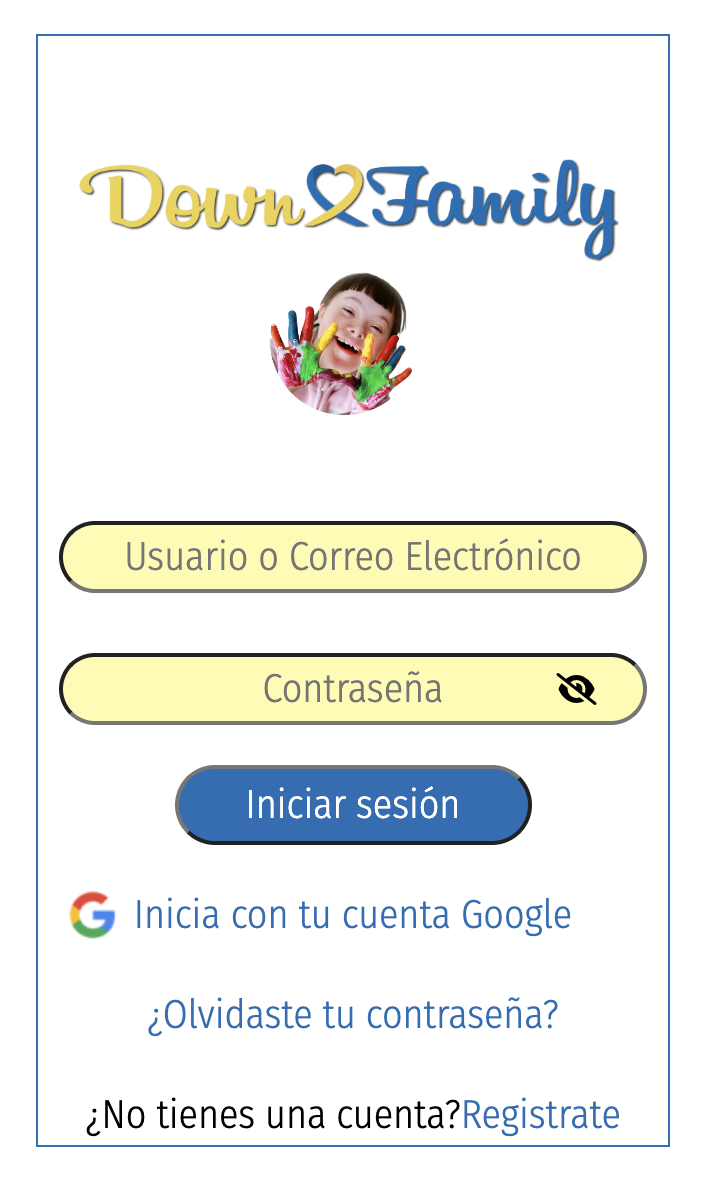 Down Family
Usuario o Correo Electrónico
Contraseña
Iniciar sesión
Inicia con tu cuenta Google
¿Olvidaste tu contraseña?
¿No tienes una cuenta?Registrate